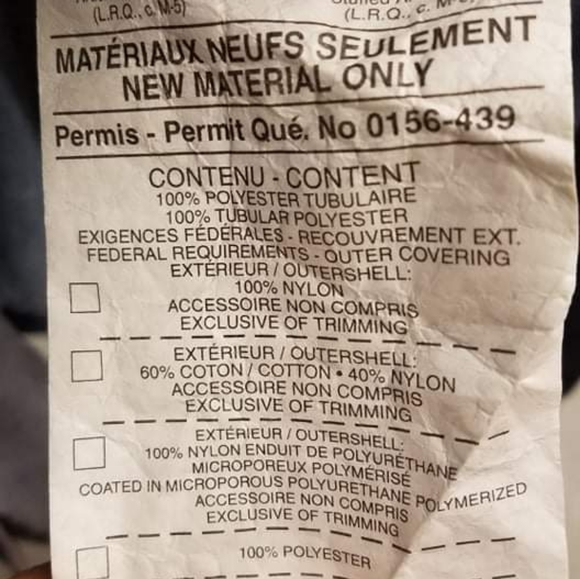 (L.R.Q., c. M-5)
(L.R.Q., c. M-
MATÉRIAUX NEUFS SEULEMENT
NEW MATERIAL ONLY
Permis - Permit Qué. No 0156-439
CONTENU - CONTENT
100% POLYESTER TUBULAIRE
100% TUBULAR POLYESTER
EXIGENCES FÉDÉRALES - RECOUVREMENT EXT.
FEDERAL REQUIREMENTS - OUTER COVERING
EXTÉRIEUR / OUTERSHELL:
100% NYLON
ACCESSOIRE NON COMPRIS
EXCLUSIVE OF TRIMMING
EXTÉRIEUR / OUTERSHELL:
60% COTON / COTTON • 40% NYLON
ACCESSOIRE NON COMPRIS
EXCLUSIVE OF TRIMMING
EXTÉRIEUR / OUTERSHELL:
100% NYLON ENDUIT DE POLYURÉTHANE
MICROPOREUX POLYMÉRISÉ
COATED IN MICROPOROUS POLYURETHANE POLYMERIZED
ACCESSOIRE NON COMPRIS
EXCLUSIVE OF TRIMMING
100% POLYESTER